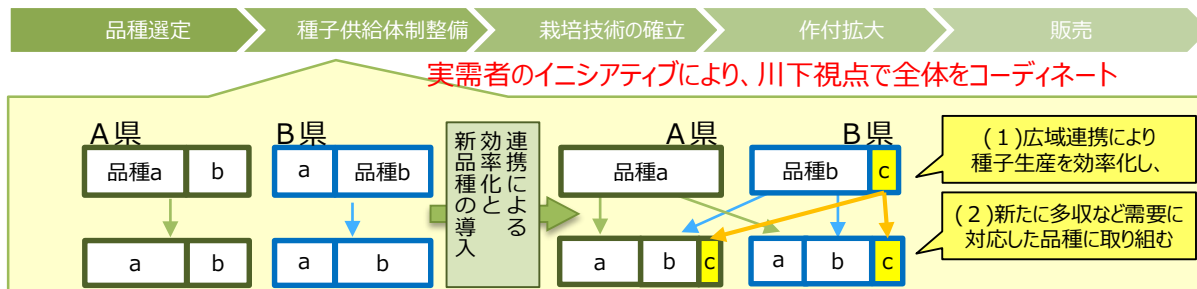 品種選定
種子供給体制整備
栽培技術の確立
作付拡大
販売
実需者のイニシアティブにより、川下視点で全体をコーディネート
A県
B県
品種a
b
a
品種b
a
b
a
b
連携による
効率化と
新品種の導入
A県
B県
品種a
品種b
c
a
b
c
a
b
c
(1)広域連携により
種子生産を効率化し、
(2)新たに多収など需要に
対応した品種に取り組む